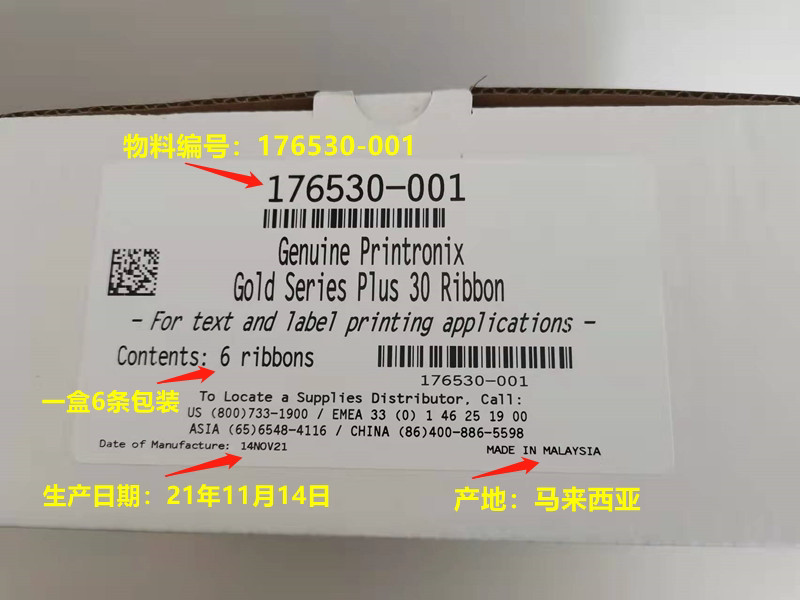 物料编号：176530-001
176530-001
Genuine Printronix
Gold Series Plus 30 Ribbon
- For text and label printing applications -
Contents: 6 ribbons
176530-001
一盒6条包装
To Locate a Supplies Distributor, Call:
US (800)733-1900 / EMEA 33 (0) 1 46 25 19 00
ASIA (65)6548-4116 / CHINA (86)400-886-5598
Date of Manufacture: 14NOV21
MADE IN MALAYSIA
生产日期：21年11月14日
产地：马来西亚